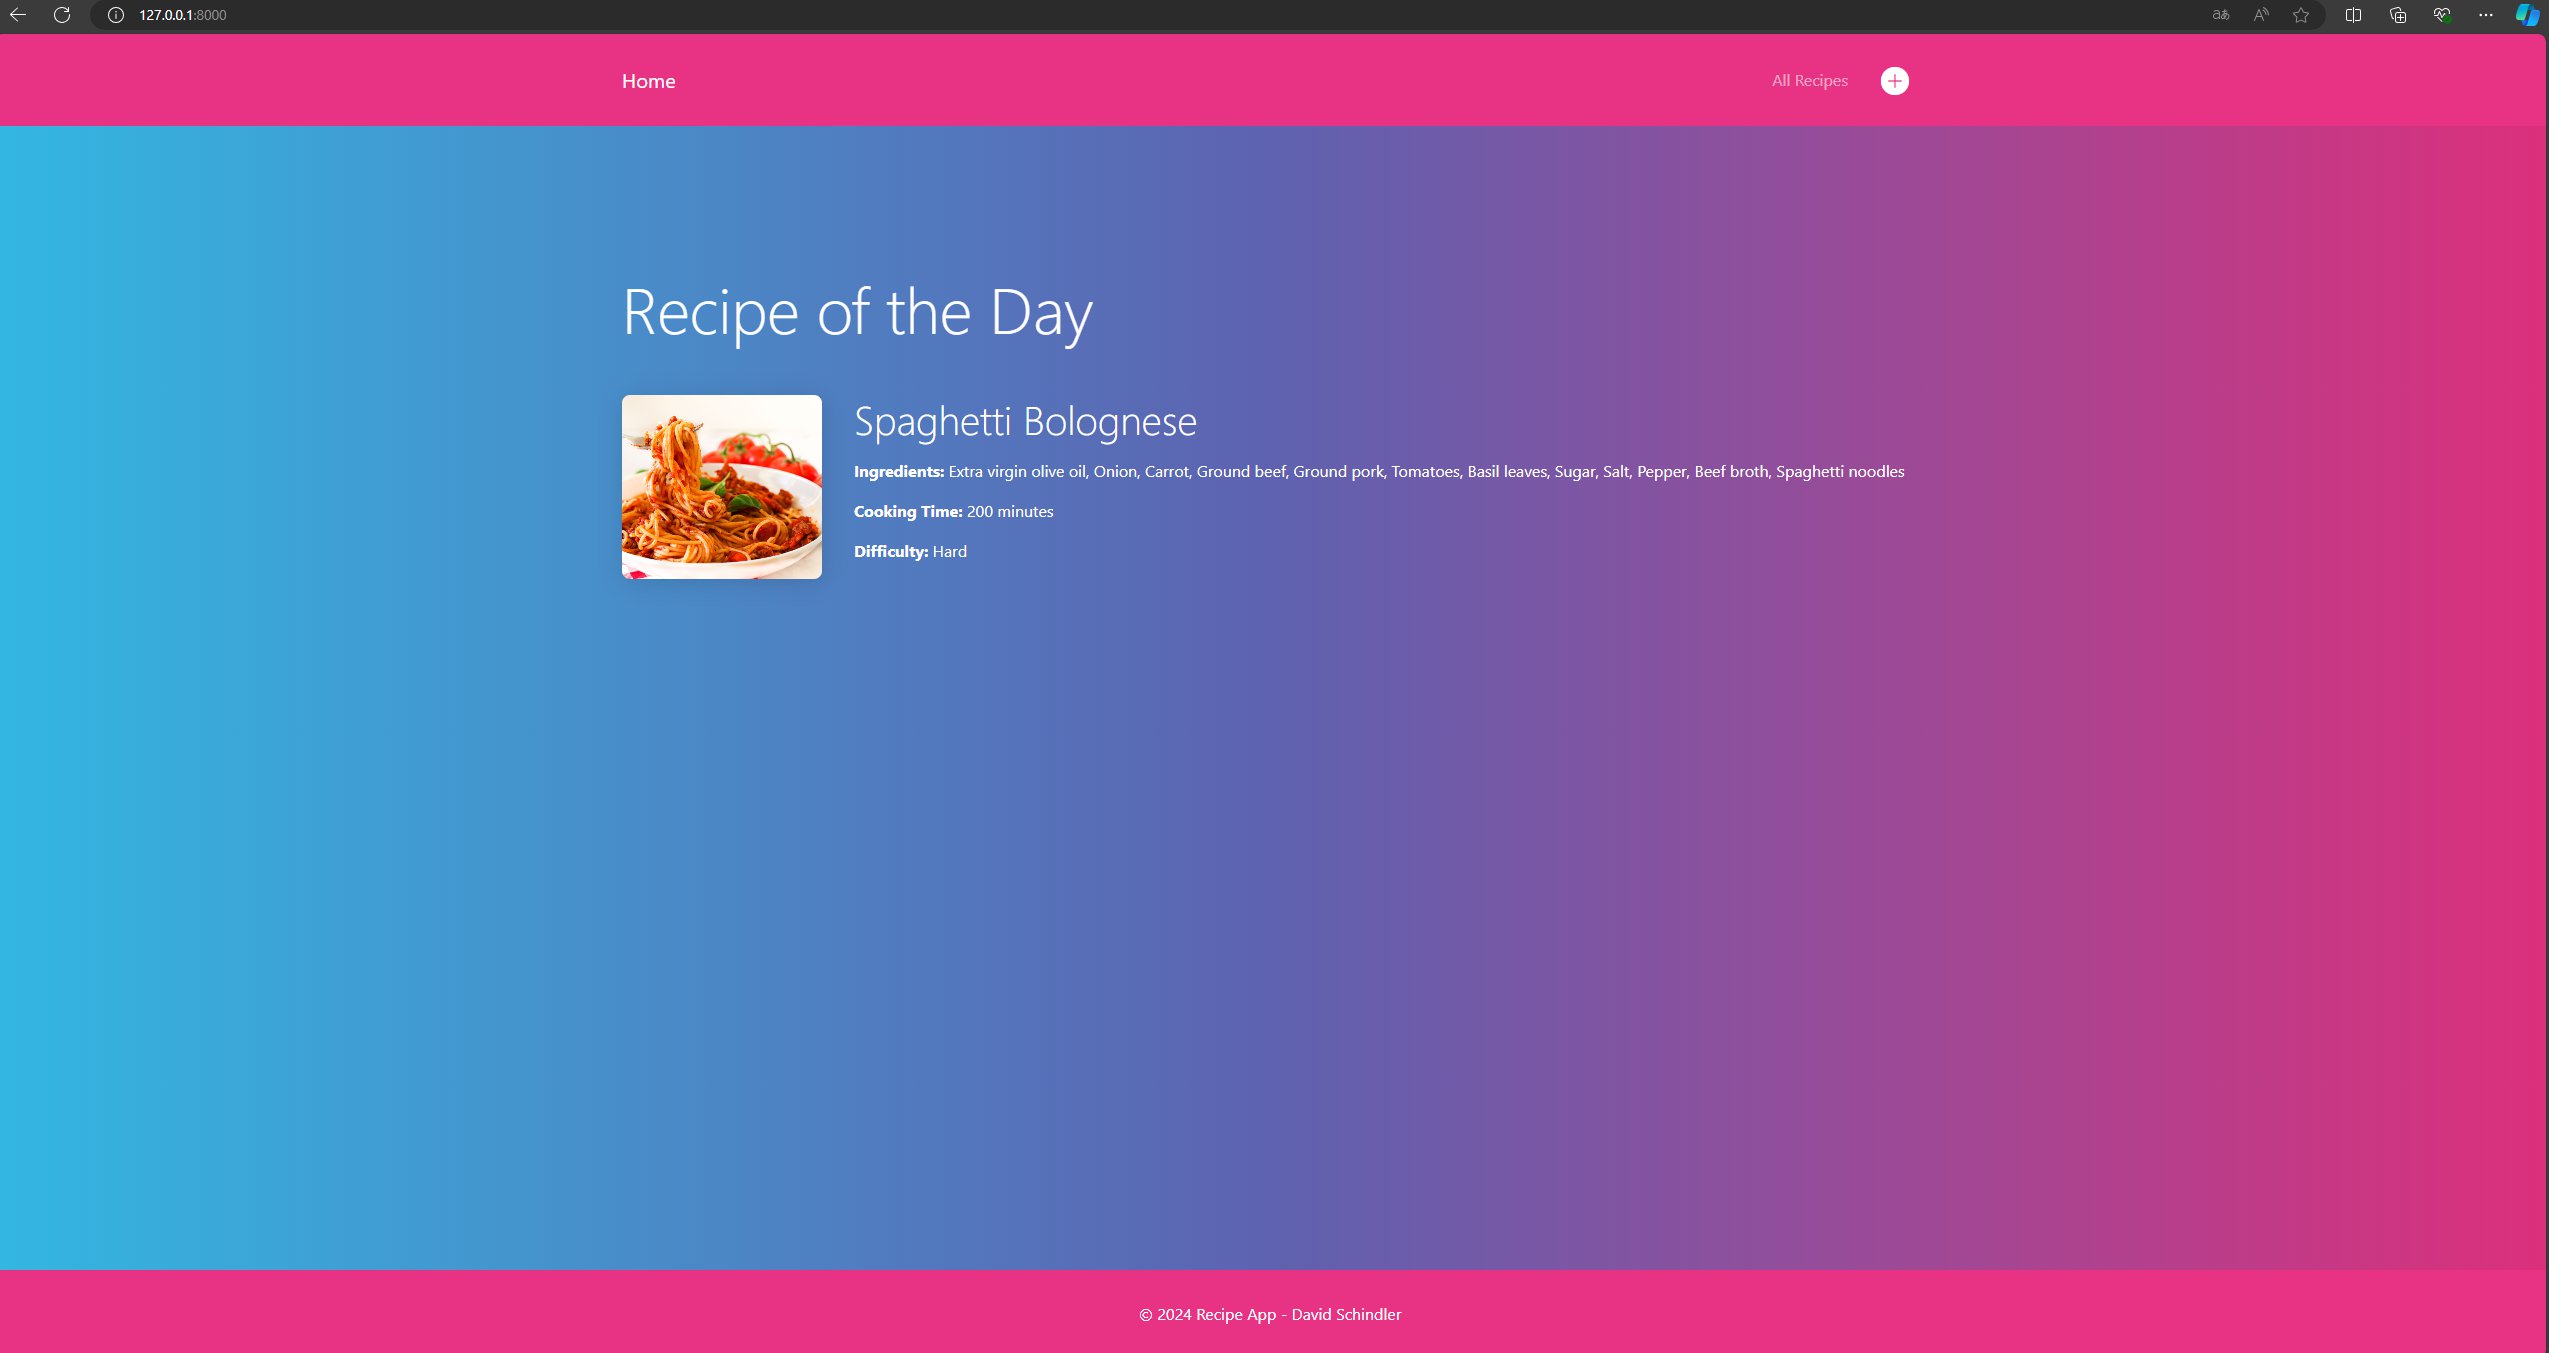 127.0.0.1:8000
Home
All Recipes
Recipe of the Day
Spaghetti Bolognese
Ingredients: Extra virgin olive oil, Onion, Carrot, Ground beef, Ground pork, Tomatoes, Basil leaves, Sugar, Salt, Pepper, Beef broth, Spaghetti noodles
Cooking Time: 200 minutes
Difficulty: Hard
© 2024 Recipe App - David Schindler